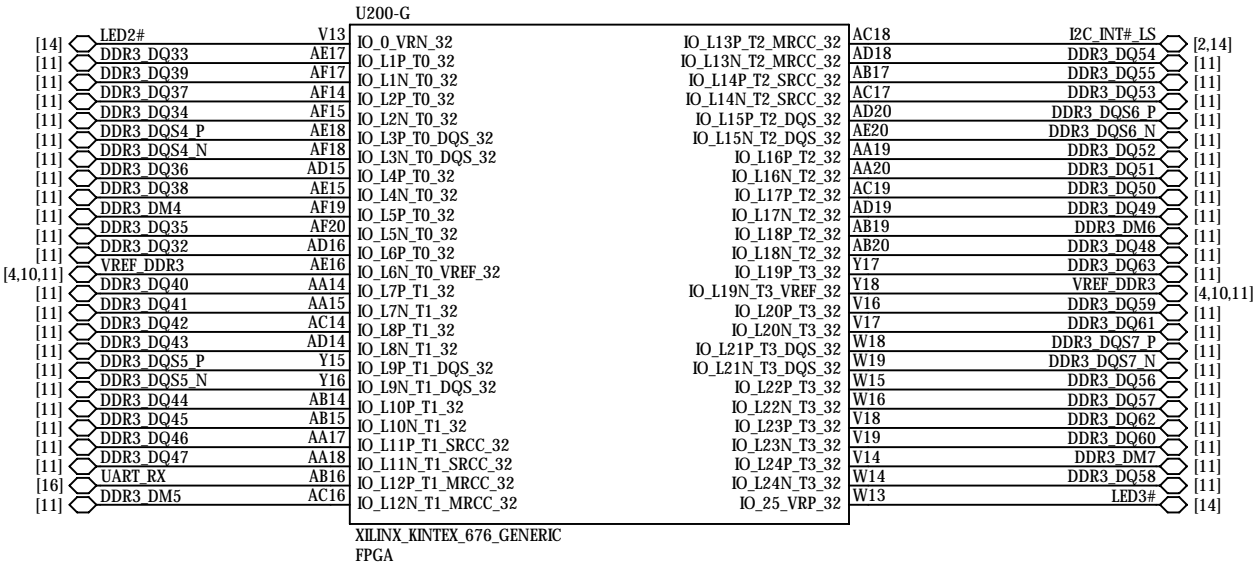 U200-G
[14] LED2# V13 IO_0_VRN_32 IO_L13P_T2_MRCC_32 AC18 I2C_INT#_LS [2,14]
[11] DDR3_DQ33 AE17 IO_L1P_T0_32 IO_L13N_T2_MRCC_32 AD18 DDR3_DQ54 [11]
[11] DDR3_DQ39 AF17 IO_L1N_T0_32 IO_L14P_T2_SRCC_32 AB17 DDR3_DQ55 [11]
[11] DDR3_DQ37 AF14 IO_L2P_T0_32 IO_L14N_T2_SRCC_32 AC17 DDR3_DQ53 [11]
[11] DDR3_DQ34 AF15 IO_L2N_T0_32 IO_L15P_T2_DQS_32 AD20 DDR3_DQS6_P [11]
[11] DDR3_DQS4_P AE18 IO_L3P_T0_DQS_32 IO_L15N_T2_DQS_32 AE20 DDR3_DQS6_N [11]
[11] DDR3_DQS4_N AF18 IO_L3N_T0_DQS_32 IO_L16P_T2_32 AA19 DDR3_DQ52 [11]
[11] DDR3_DQ36 AD15 IO_L4P_T0_32 IO_L16N_T2_32 AA20 DDR3_DQ51 [11]
[11] DDR3_DQ38 AE15 IO_L4N_T0_32 IO_L17P_T2_32 AC19 DDR3_DQ50 [11]
[11] DDR3_DM4 AF19 IO_L5P_T0_32 IO_L17N_T2_32 AD19 DDR3_DQ49 [11]
[11] DDR3_DQ35 AF20 IO_L5N_T0_32 IO_L18P_T2_32 AB19 DDR3_DM6 [11]
[11] DDR3_DQ32 AD16 IO_L6P_T0_32 IO_L18N_T2_32 AB20 DDR3_DQ48 [11]
[4,10,11] VREF_DDR3 AE16 IO_L6N_T0_VREF_32 IO_L19P_T3_32 Y17 DDR3_DQ63 [11]
[11] DDR3_DQ40 AA14 IO_L7P_T1_32 IO_L19N_T3_VREF_32 Y18 VREF_DDR3 [4,10,11]
[11] DDR3_DQ41 AA15 IO_L7N_T1_32 IO_L20P_T3_32 V16 DDR3_DQ59 [11]
[11] DDR3_DQ42 AC14 IO_L8P_T1_32 IO_L20N_T3_32 V17 DDR3_DQ61 [11]
[11] DDR3_DQ43 AD14 IO_L8N_T1_32 IO_L21P_T3_DQS_32 W18 DDR3_DQS7_P [11]
[11] DDR3_DQS5_P Y15 IO_L9P_T1_DQS_32 IO_L21N_T3_DQS_32 W19 DDR3_DQS7_N [11]
[11] DDR3_DQS5_N Y16 IO_L9N_T1_DQS_32 IO_L22P_T3_32 W15 DDR3_DQ56 [11]
[11] DDR3_DQ44 AB14 IO_L10P_T1_32 IO_L22N_T3_32 W16 DDR3_DQ57 [11]
[11] DDR3_DQ45 AB15 IO_L10N_T1_32 IO_L23P_T3_32 V18 DDR3_DQ62 [11]
[11] DDR3_DQ46 AA17 IO_L11P_T1_SRCC_32 IO_L23N_T3_32 V19 DDR3_DQ60 [11]
[11] DDR3_DQ47 AA18 IO_L11N_T1_SRCC_32 IO_L24P_T3_32 V14 DDR3_DM7 [11]
[16] UART_RX AB16 IO_L12P_T1_MRCC_32 IO_L24N_T3_32 W14 DDR3_DQ58 [11]
[11] DDR3_DM5 AC16 IO_L12N_T1_MRCC_32 IO_25_VRP_32 W13 LED3# [14]
XILINX_KINTEX_676_GENERIC
FPGA